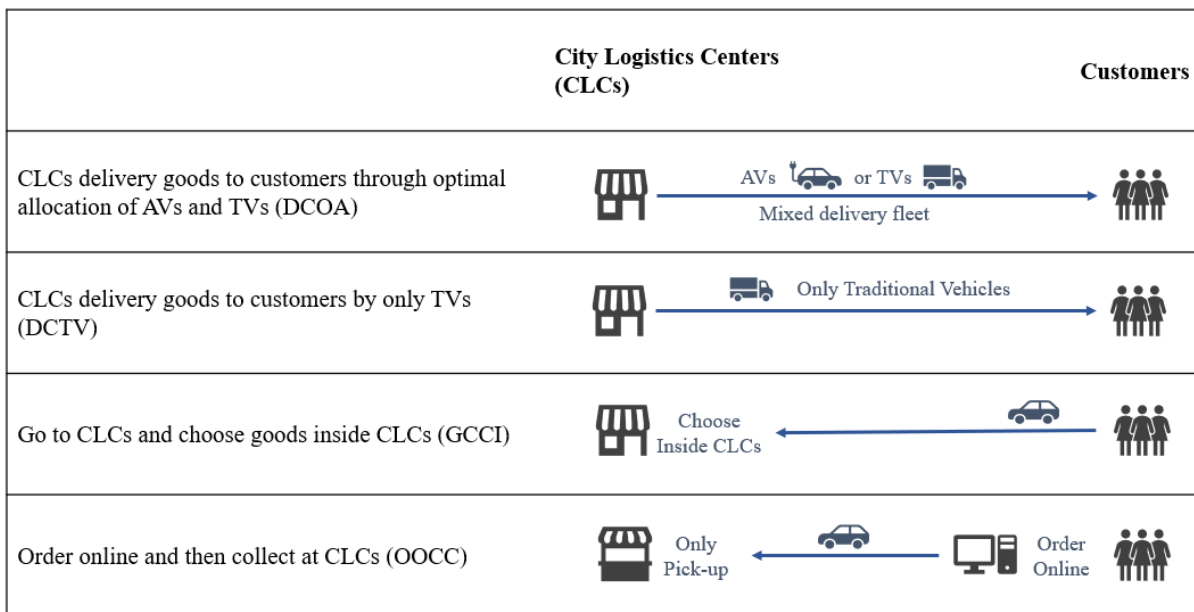 City Logistics Centers
(CLCs)
Customers
CLCs delivery goods to customers through optimal
allocation of AVs and TVs (DCOA)
AVs or TVs
Mixed delivery fleet
CLCs delivery goods to customers by only TVs
(DCTV)
Only Traditional Vehicles
Go to CLCs and choose goods inside CLCs (GCCI)
Choose
Inside CLCs
Order online and then collect at CLCs (OOCC)
Only
Pick-up
Order
Online